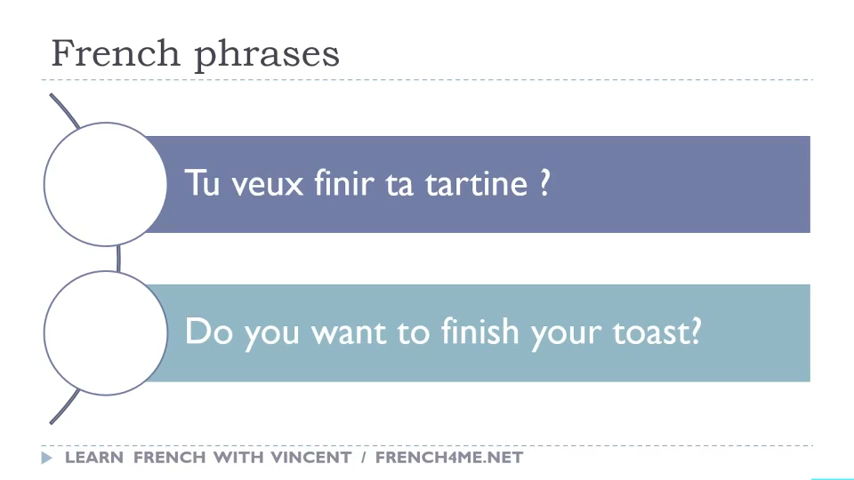 French phrases
Tu veux finir ta tartine ?
Do you want to finish your toast?
LEARN FRENCH WITH VINCENT / FRENCH4ME.NET